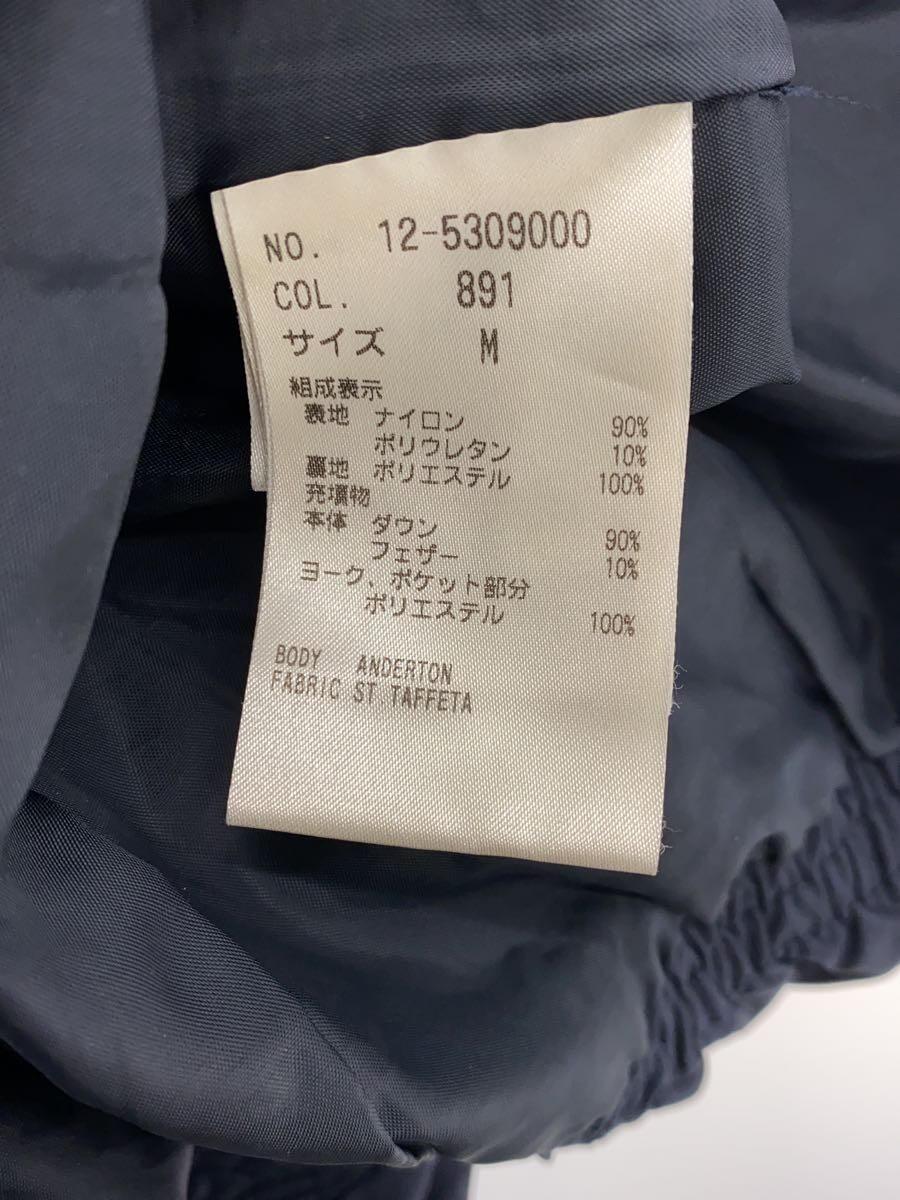 NO. 12-5309000
COL. 891
サイズ M
組成表示
表地 ナイロン 90%
ポリウレタン 10%
裏地 ポリエステル 100%
充填物
本体 ダウン 90%
フェザー 10%
ヨーク、ポケット部分
ポリエステル 100%
BODY ANDERTON
FABRIC ST.TAFFETA